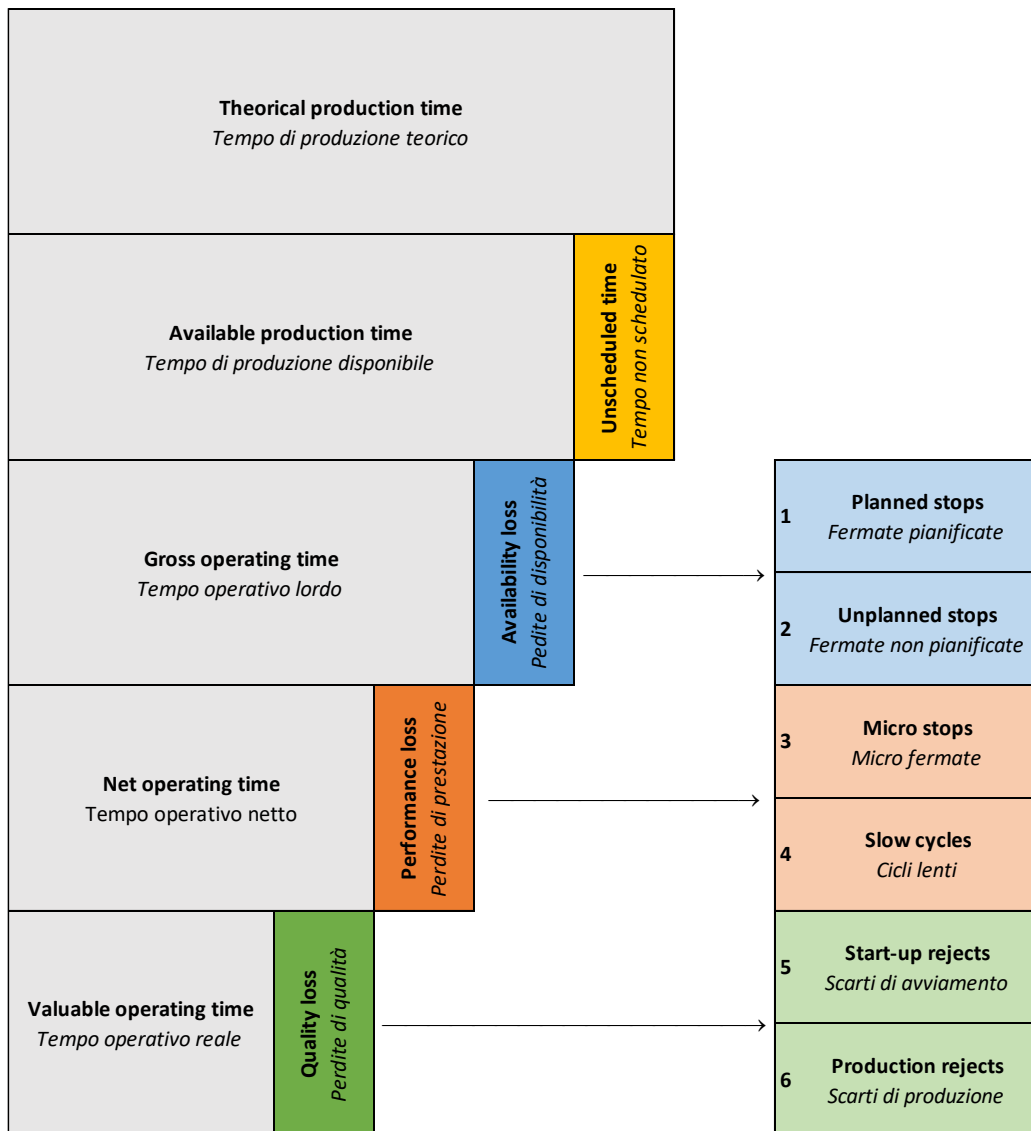 Theorical production time
Tempo di produzione teorico
Available production time
Tempo di produzione disponibile
Unscheduled time
Tempo non schedulato
Gross operating time
Tempo operativo lordo
Availability loss
Pedite di disponibilità
1
Planned stops
Fermate pianificate
2
Unplanned stops
Fermate non pianificate
Net operating time
Tempo operativo netto
Performance loss
Perdite di prestazione
3
Micro stops
Micro fermate
4
Slow cycles
Cicli lenti
Valuable operating time
Tempo operativo reale
Quality loss
Perdite di qualità
5
Start-up rejects
Scarti di avviamento
6
Production rejects
Scarti di produzione